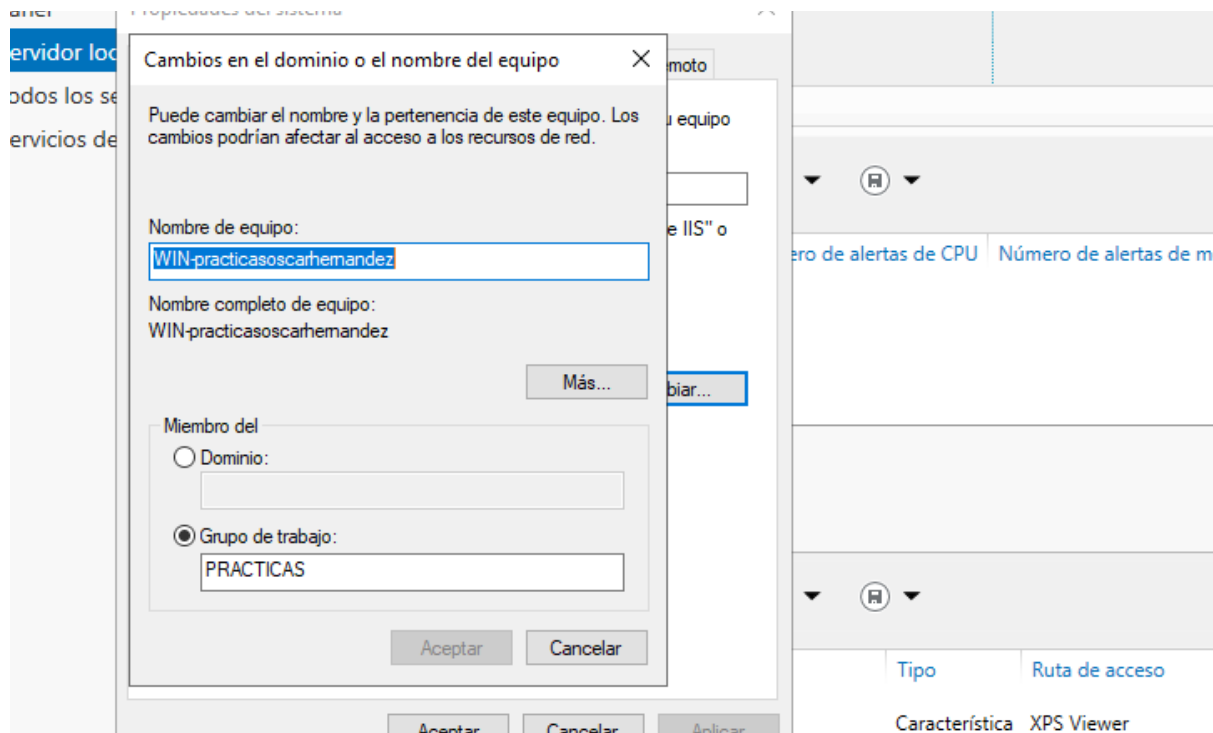 Propiedades del sistema
ervidor loc
Cambios en el dominio o el nombre del equipo
emoto
odos los se
Puede cambiar el nombre y la pertenencia de este equipo. Los
cambios podrían afectar al acceso a los recursos de red.
u equipo
ervicios de
Nombre de equipo:
e IIS" o
WIN-practicasoscarhernandez
ero de alertas de CPU
Número de alertas de m
Nombre completo de equipo:
WIN-practicasoscarhernandez
Más...
biar...
Miembro del
Dominio:
Grupo de trabajo:
PRACTICAS
Aceptar
Cancelar
Tipo
Ruta de acceso
Aceptar
Cancelar
Aplicar
Característica
XPS Viewer